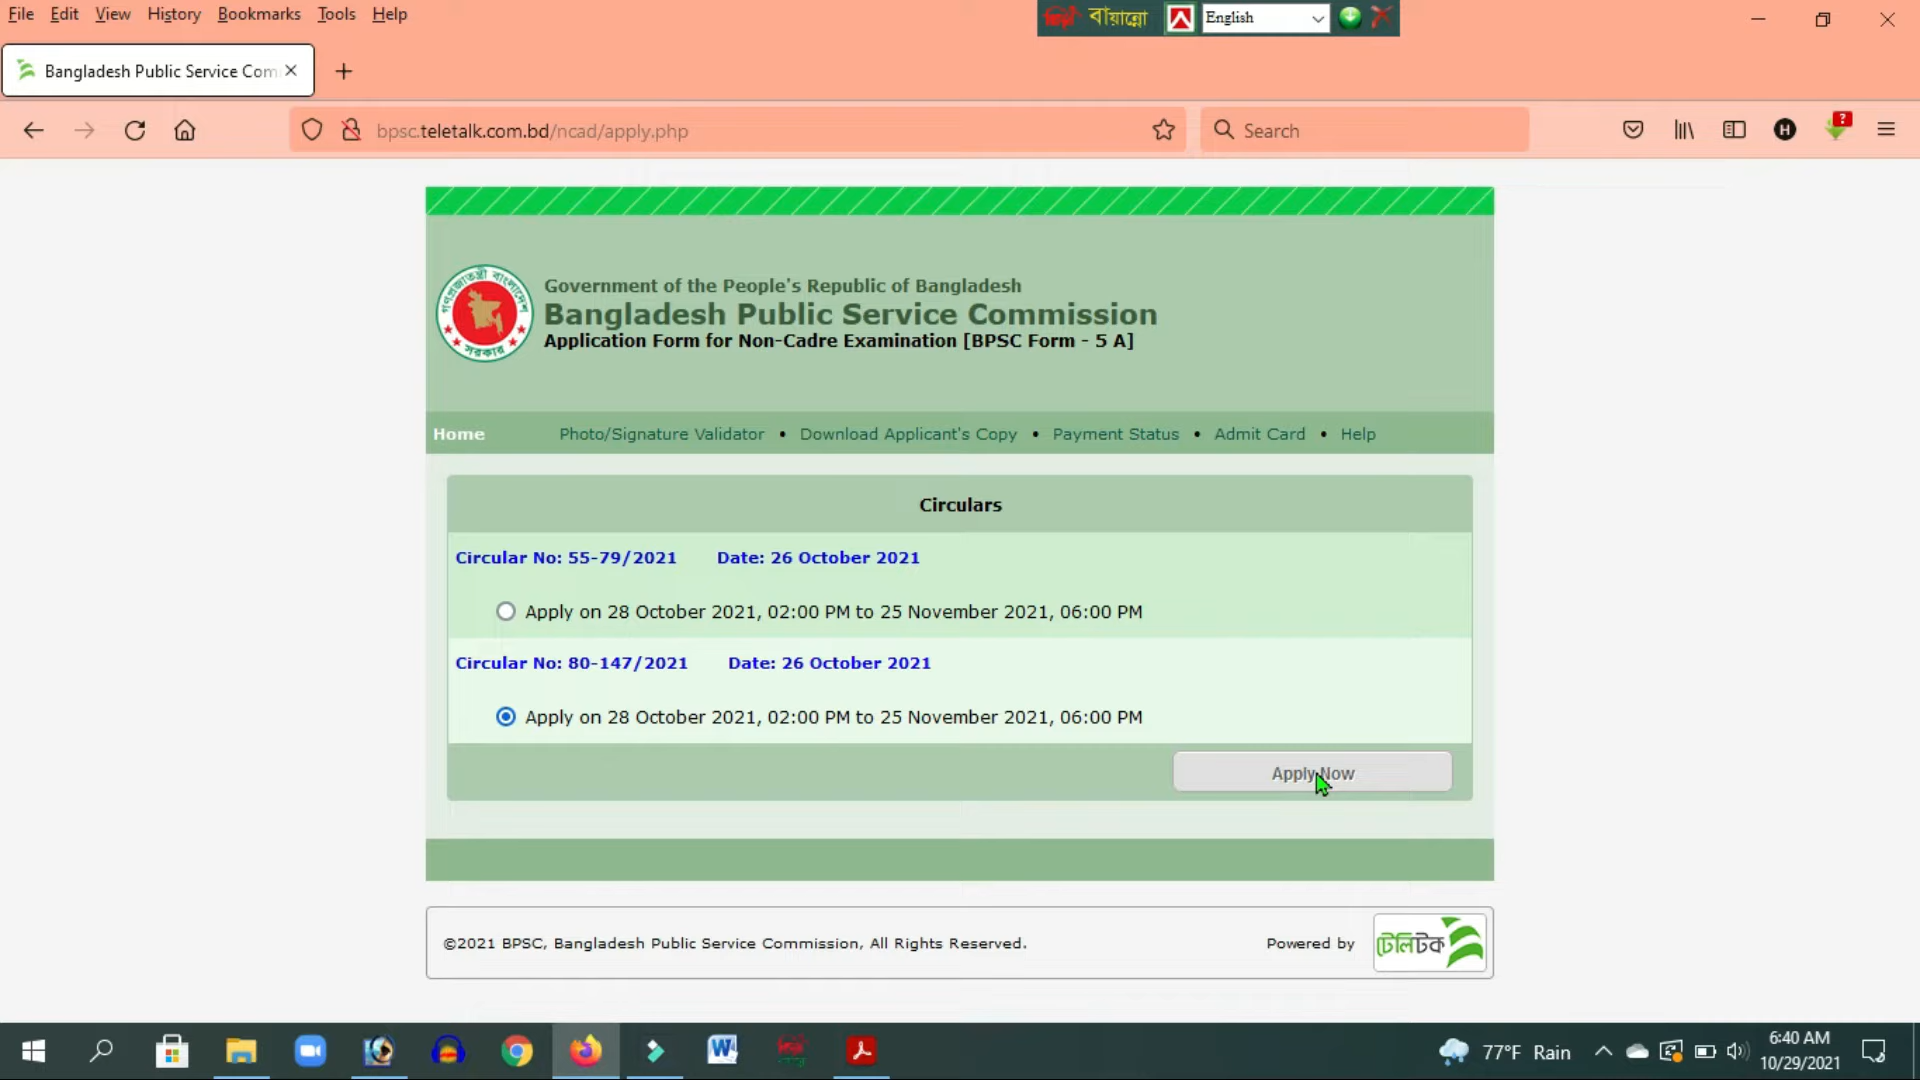 File Edit View History Bookmarks Tools Help
বায়ান্নো English
Bangladesh Public Service Com
bpsc.teletalk.com.bd/ncad/apply.php
Search
H
?
গণপ্রজাতন্ত্রী বাংলাদেশ
সরকার
Government of the People's Republic of Bangladesh
Bangladesh Public Service Commission
Application Form for Non-Cadre Examination [BPSC Form - 5 A]
Home Photo/Signature Validator • Download Applicant's Copy • Payment Status • Admit Card • Help
Circulars
Circular No: 55-79/2021 Date: 26 October 2021
Apply on 28 October 2021, 02:00 PM to 25 November 2021, 06:00 PM
Circular No: 80-147/2021 Date: 26 October 2021
Apply on 28 October 2021, 02:00 PM to 25 November 2021, 06:00 PM
Apply Now
©2021 BPSC, Bangladesh Public Service Commission, All Rights Reserved.
Powered by
টেলিটক
77°F Rain
6:40 AM
10/29/2021